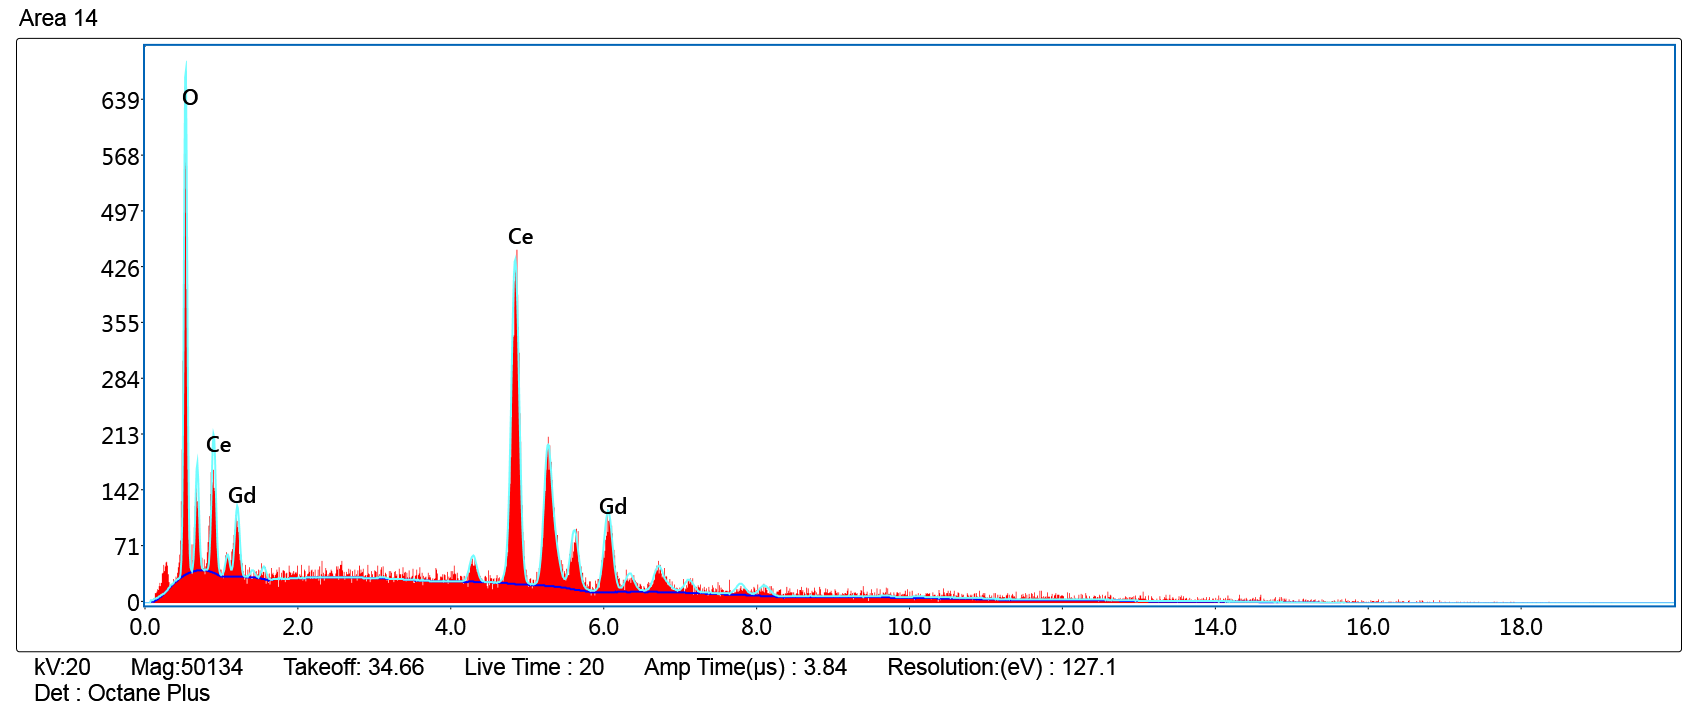 Area 14
639
O
568
497
Ce
426
355
284
213
Ce
142
Gd
Gd
71
0
0.0 2.0 4.0 6.0 8.0 10.0 12.0 14.0 16.0 18.0
kV:20 Mag:50134 Takeoff: 34.66 Live Time : 20 Amp Time(µs) : 3.84 Resolution:(eV) : 127.1
Det : Octane Plus